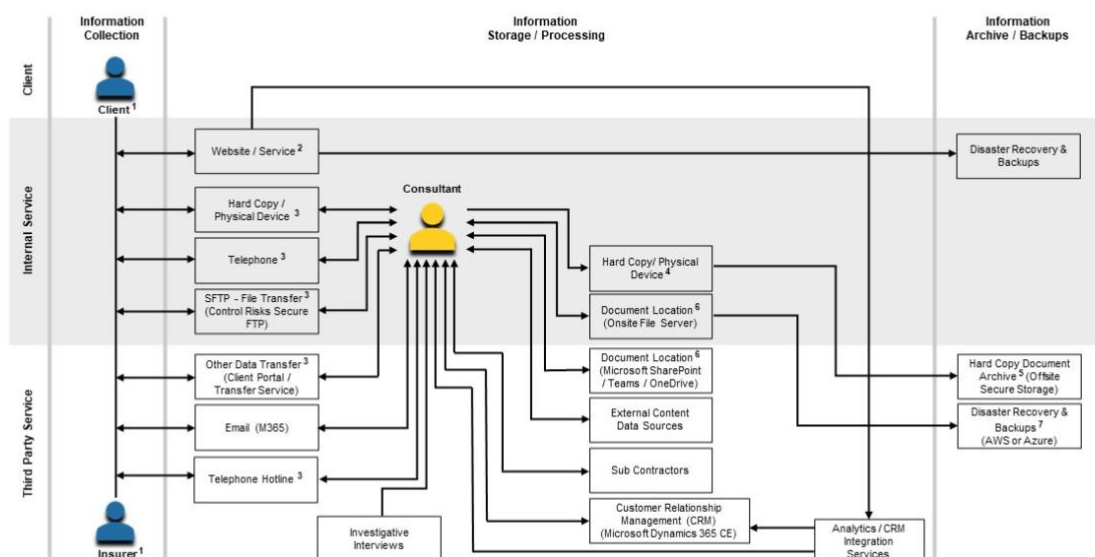 Information
Collection
Information
Storage / Processing
Information
Archive / Backups
Client
Client 1
Internal Service
Website / Service 2
Disaster Recovery &
Backups
Hard Copy /
Physical Device 3
Consultant
Telephone 3
Hard Copy/ Physical
Device 4
SFTP – File Transfer 3
(Control Risks Secure
FTP)
Document Location 6
(Onsite File Server)
Third Party Service
Other Data Transfer 3
(Client Portal /
Transfer Service)
Document Location 6
(Microsoft SharePoint
/ Teams / OneDrive)
Hard Copy Document
Archive 5 (Offsite
Secure Storage)
Email (M365)
External Content
Data Sources
Disaster Recovery &
Backups 7
(AWS or Azure)
Telephone Hotline 3
Sub Contractors
Insurer 1
Investigative
Interviews
Customer Relationship
Management (CRM)
(Microsoft Dynamics 365 CE)
Analytics / CRM
Integration
Services